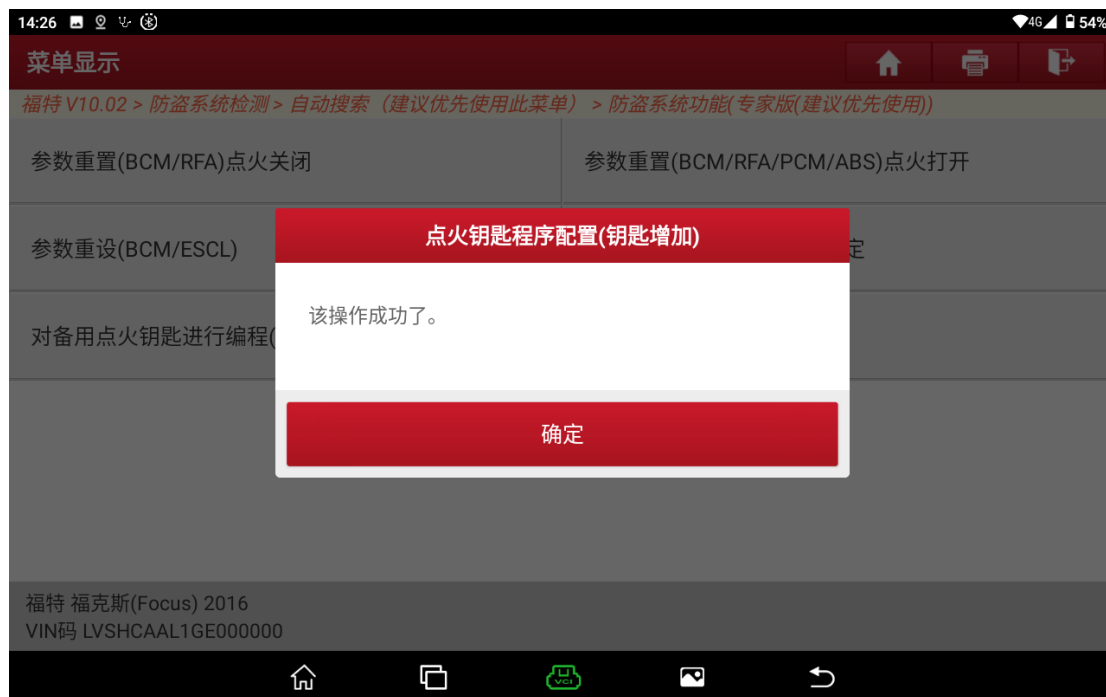 14:26
4G 54%
菜单显示
福特 V10.02 > 防盗系统检测 > 自动搜索（建议优先使用此菜单） > 防盗系统功能(专家版(建议优先使用))
参数重置(BCM/RFA)点火关闭
参数重置(BCM/RFA/PCM/ABS)点火打开
点火钥匙程序配置(钥匙增加)
参数重设(BCM/ESCL)
定
该操作成功了。
对备用点火钥匙进行编程(
确定
福特 福克斯(Focus) 2016
VIN码 LVSHCAAL1GE000000
VCI